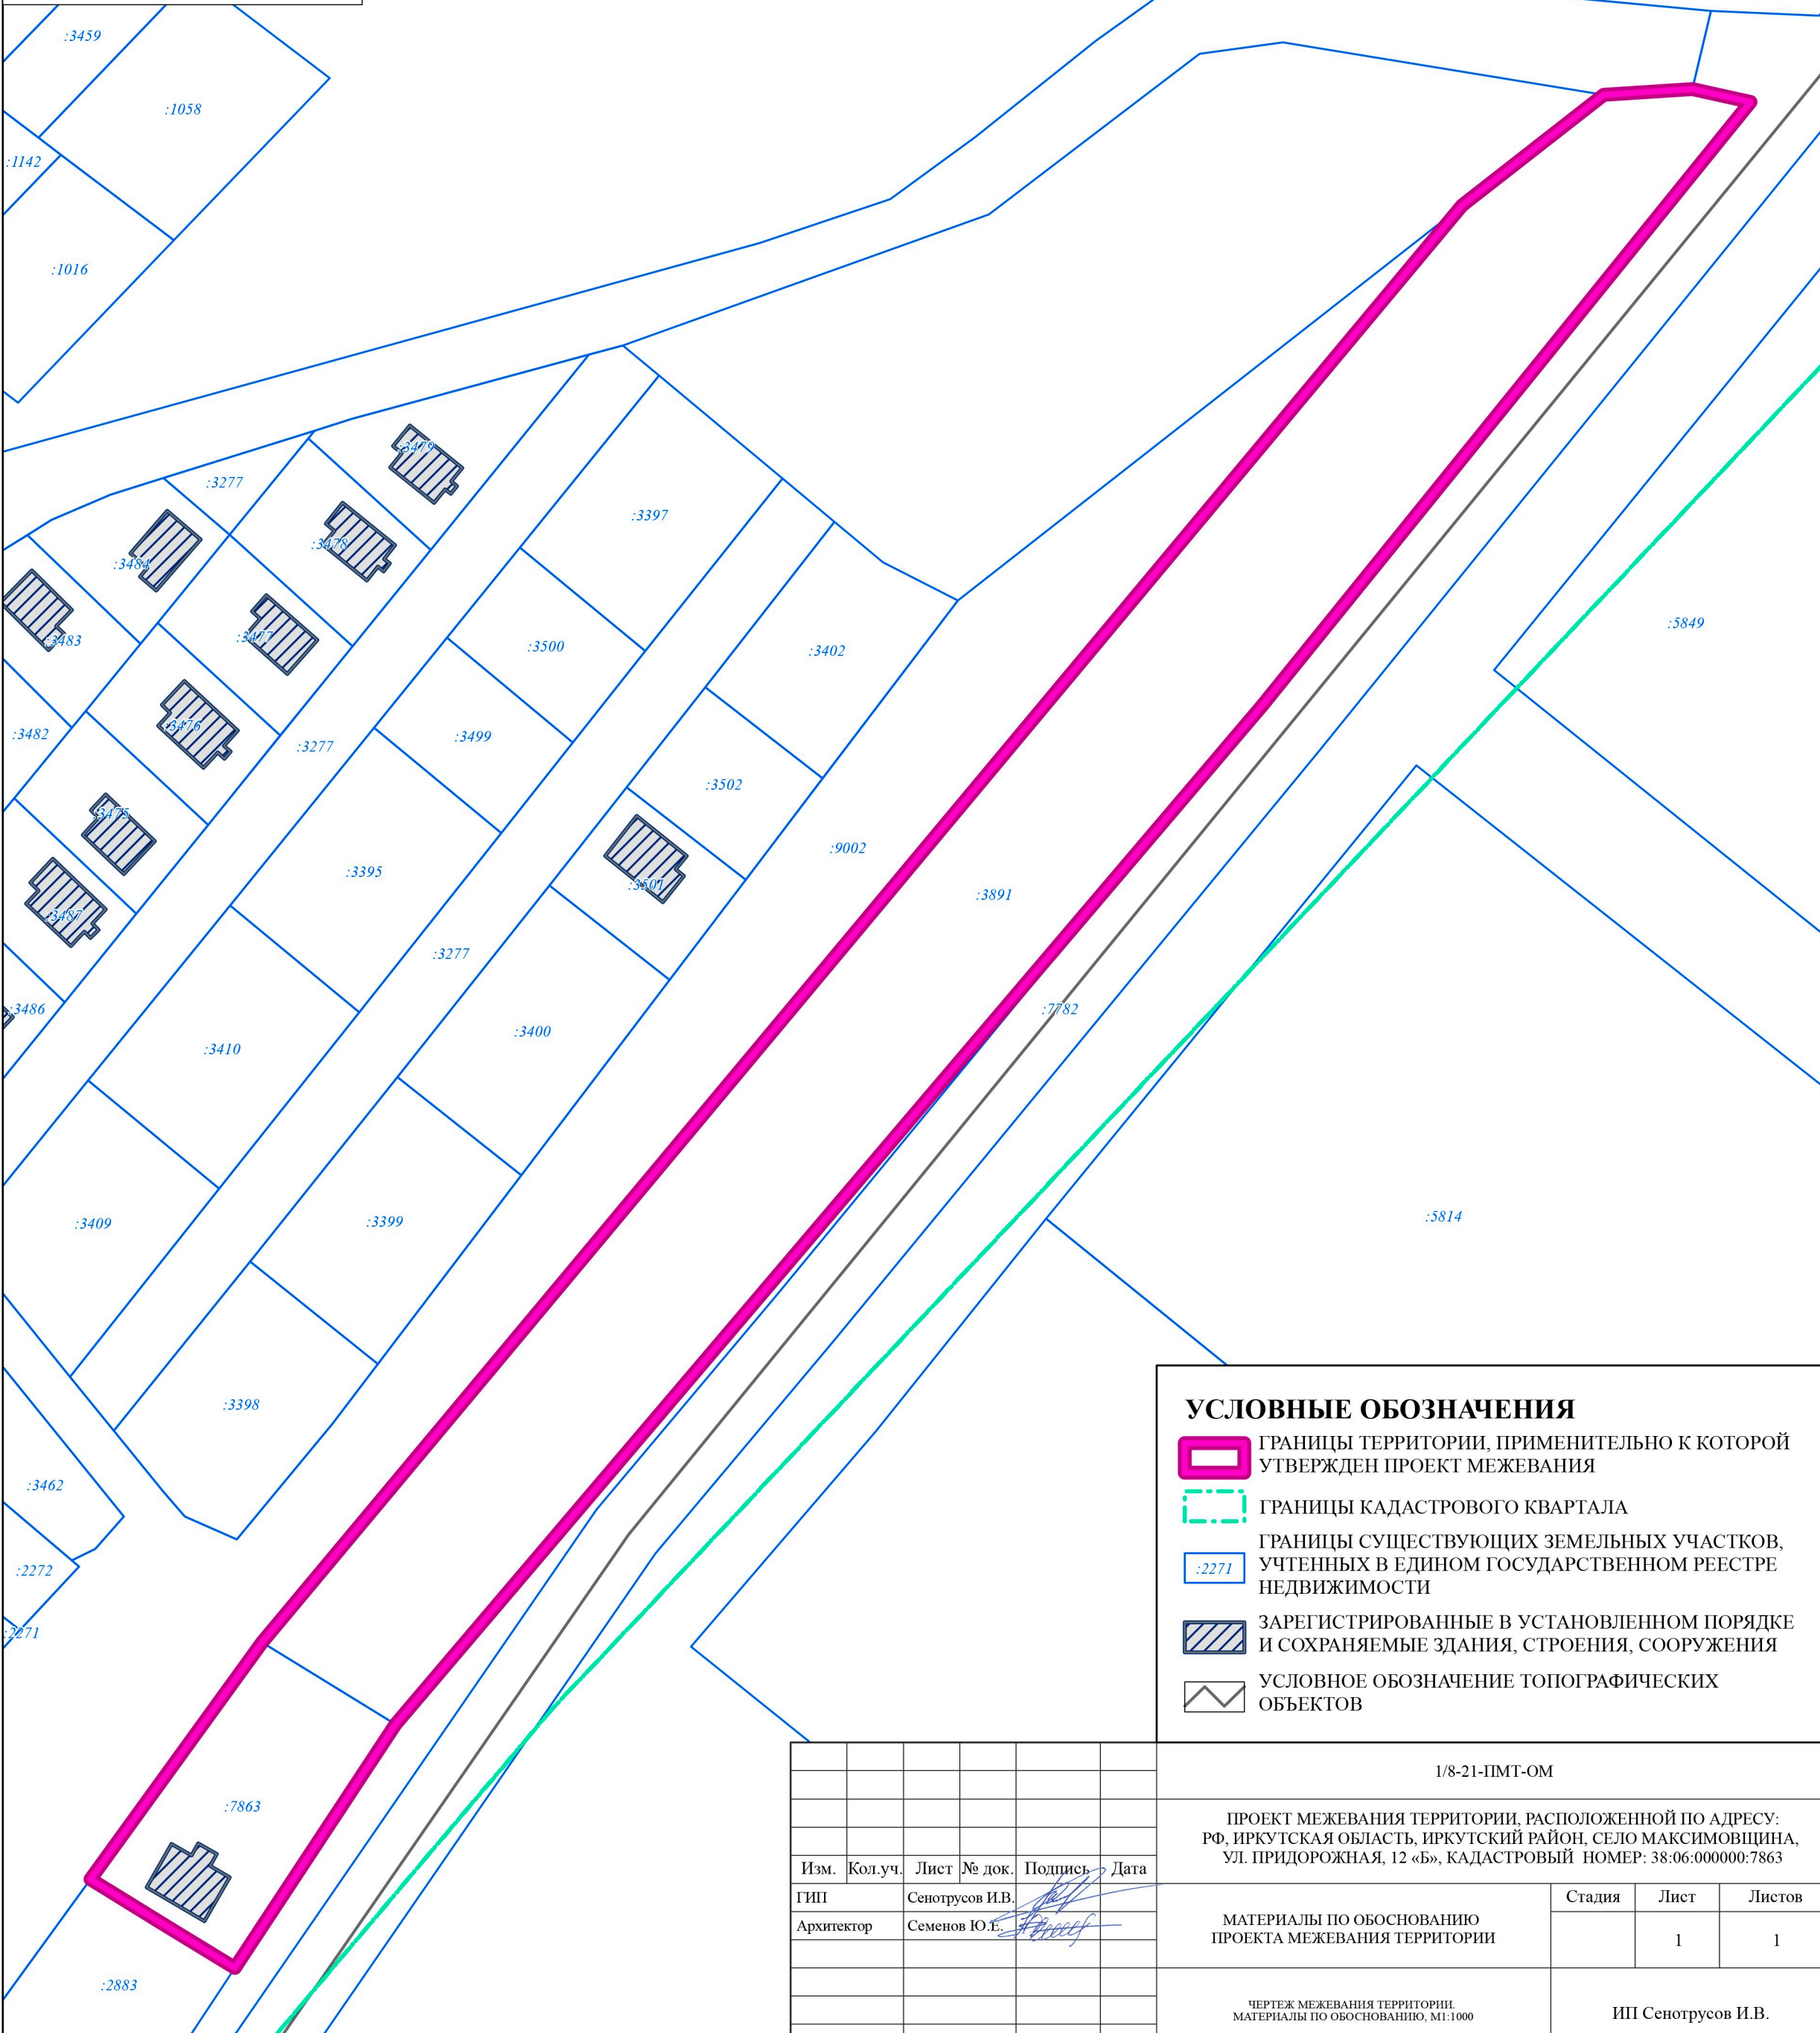 :3459
:1058
:1142
:1016
:3479
:3277
:3397
:3478
:3484
:3477
:3483
:5849
:3500
:3402
:3476
:3482
:3499
:3277
:3502
:3475
:9002
:3395
:3501
:3891
:3487
:3277
:3486
:7782
:3400
:3410
:5814
:3399
:3409
:3398
:3462
:2272
:2271
:7863
:2883
УСЛОВНЫЕ ОБОЗНАЧЕНИЯ
ГРАНИЦЫ ТЕРРИТОРИИ, ПРИМЕНИТЕЛЬНО К КОТОРОЙ
УТВЕРЖДЕН ПРОЕКТ МЕЖЕВАНИЯ
ГРАНИЦЫ КАДАСТРОВОГО КВАРТАЛА
ГРАНИЦЫ СУЩЕСТВУЮЩИХ ЗЕМЕЛЬНЫХ УЧАСТКОВ,
:2271 УЧТЕННЫХ В ЕДИНОМ ГОСУДАРСТВЕННОМ РЕЕСТРЕ
НЕДВИЖИМОСТИ
ЗАРЕГИСТРИРОВАННЫЕ В УСТАНОВЛЕННОМ ПОРЯДКЕ
И СОХРАНЯЕМЫЕ ЗДАНИЯ, СТРОЕНИЯ, СООРУЖЕНИЯ
УСЛОВНОЕ ОБОЗНАЧЕНИЕ ТОПОГРАФИЧЕСКИХ
ОБЪЕКТОВ
1/8-21-ПМТ-ОМ
ПРОЕКТ МЕЖЕВАНИЯ ТЕРРИТОРИИ, РАСПОЛОЖЕННОЙ ПО АДРЕСУ:
РФ, ИРКУТСКАЯ ОБЛАСТЬ, ИРКУТСКИЙ РАЙОН, СЕЛО МАКСИМОВЩИНА,
УЛ. ПРИДОРОЖНАЯ, 12 «Б», КАДАСТРОВЫЙ НОМЕР: 38:06:000000:7863
Изм. Кол.уч. Лист № док. Подпись Дата
ГИП Сенотрусов И.В.
Архитектор Семенов Ю.Е.
МАТЕРИАЛЫ ПО ОБОСНОВАНИЮ
ПРОЕКТА МЕЖЕВАНИЯ ТЕРРИТОРИИ
Стадия Лист Листов
1 1
ЧЕРТЕЖ МЕЖЕВАНИЯ ТЕРРИТОРИИ.
МАТЕРИАЛЫ ПО ОБОСНОВАНИЮ, М1:1000
ИП Сенотрусов И.В.